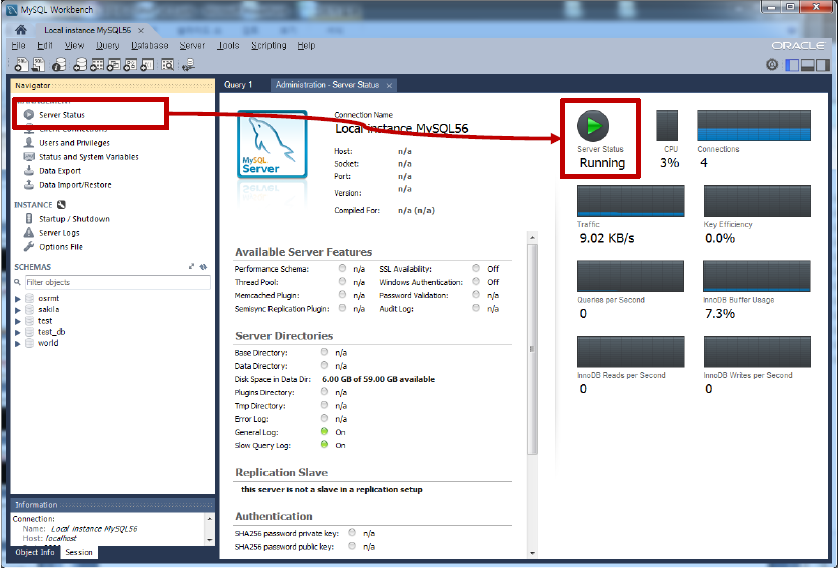 MySQL Workbench
Local instance MySQL56
File Edit View Query Database Server Tools Scripting Help
ORACLE
Navigator
MANAGEMENT
Server Status
Client Connections
Users and Privileges
Status and System Variables
Data Export
Data Import/Restore
INSTANCE
Startup / Shutdown
Server Logs
Options File
SCHEMAS
Filter objects
osrmt
sakila
test
test_db
world
Information
Connection:
Name: Local instance MySQL56
Host: localhost
Object Info Session
Query 1 Administration - Server Status
MySQL
Server
Connection Name
Local instance MySQL56
Host: n/a
Socket: n/a
Port: n/a
Version: n/a
Compiled For: n/a (n/a)
Available Server Features
Performance Schema: n/a SSL Availability: Off
Thread Pool: n/a Windows Authentication: Off
Memcached Plugin: n/a Password Validation: n/a
Semisync Replication Plugin: n/a Audit Log: n/a
Server Directories
Base Directory: n/a
Data Directory: n/a
Disk Space in Data Dir: 6.00 GB of 59.00 GB available
Plugins Directory: n/a
Tmp Directory: n/a
Error Log: n/a
General Log: On
Slow Query Log: On
Replication Slave
this server is not a slave in a replication setup
Authentication
SHA256 password private key: n/a
SHA256 password public key: n/a
Server Status
Running
CPU
3%
Connections
4
Traffic
9.02 KB/s
Key Efficiency
0.0%
Queries per Second
0
InnoDB Buffer Usage
7.3%
InnoDB Reads per Second
0
InnoDB Writes per Second
0